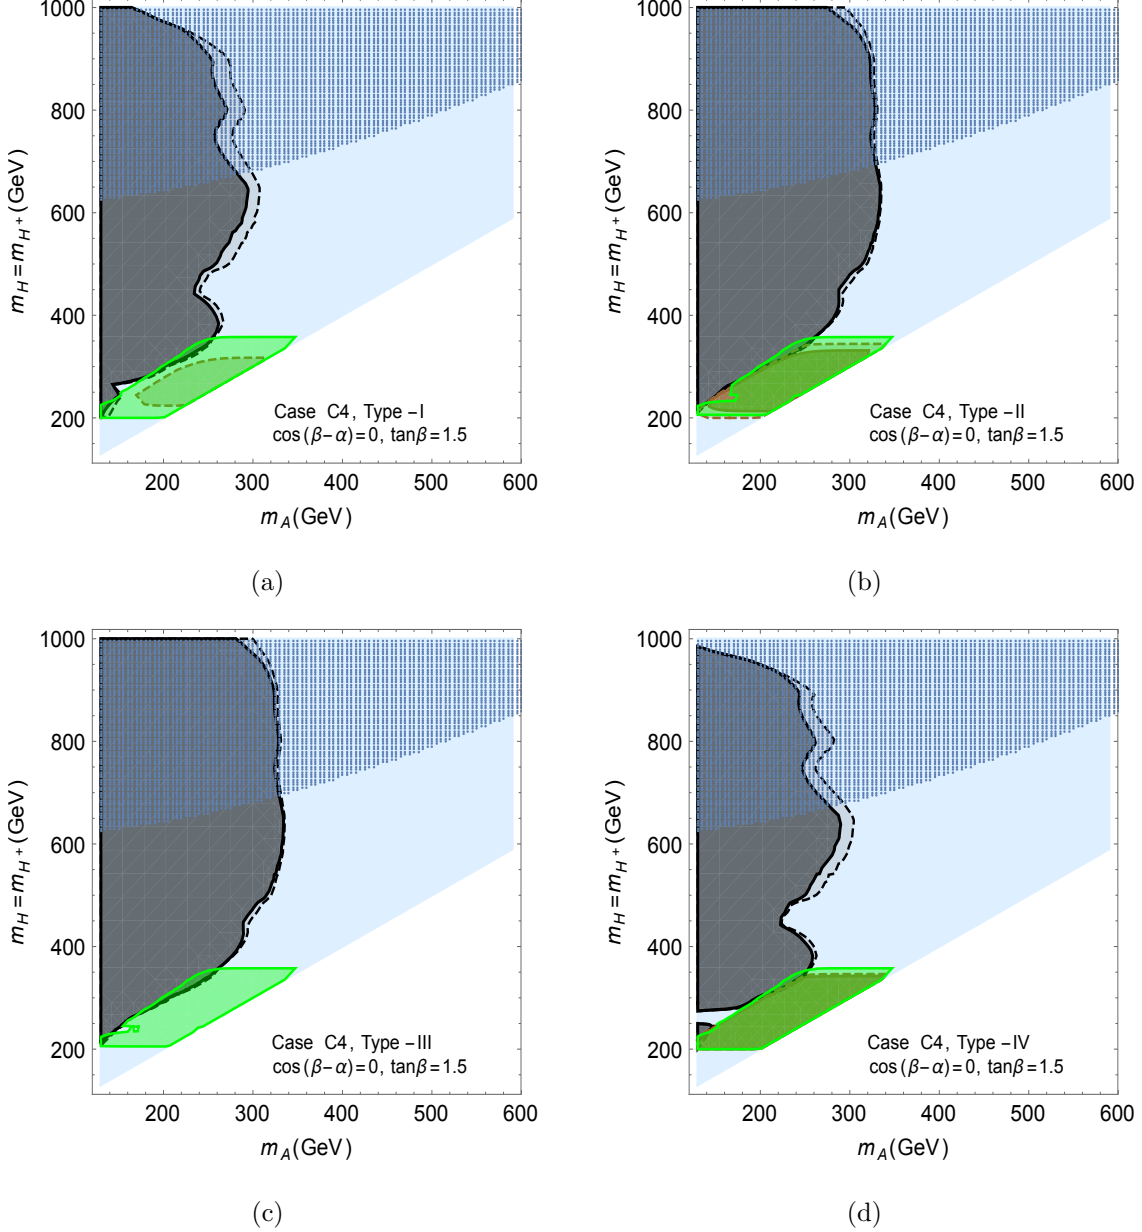 1000
800
600
400
200
m_H=m_H^+(GeV)
Case C4, Type-I
cos(β-α)=0, tanβ=1.5
200 300 400 500 600
m_A(GeV)
(a)
1000
800
600
400
200
m_H=m_H^+(GeV)
Case C4, Type-II
cos(β-α)=0, tanβ=1.5
200 300 400 500 600
m_A(GeV)
(b)
1000
800
600
400
200
m_H=m_H^+(GeV)
Case C4, Type-III
cos(β-α)=0, tanβ=1.5
200 300 400 500 600
m_A(GeV)
(c)
1000
800
600
400
200
m_H=m_H^+(GeV)
Case C4, Type-IV
cos(β-α)=0, tanβ=1.5
200 300 400 500 600
m_A(GeV)
(d)